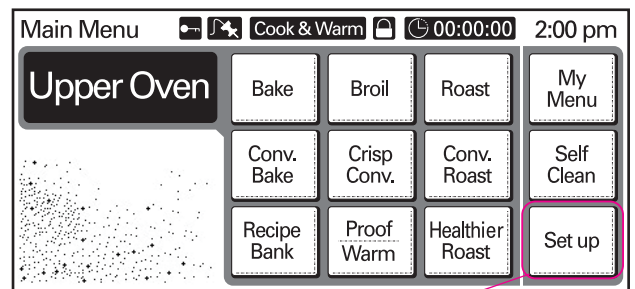 Main Menu Cook & Warm 00:00:00 2:00 pm
Upper Oven
Bake Broil Roast My
Menu
Conv.
Bake
Crisp
Conv.
Conv.
Roast
Self
Clean
Recipe
Bank
Proof
Warm
Healthier
Roast
Set up